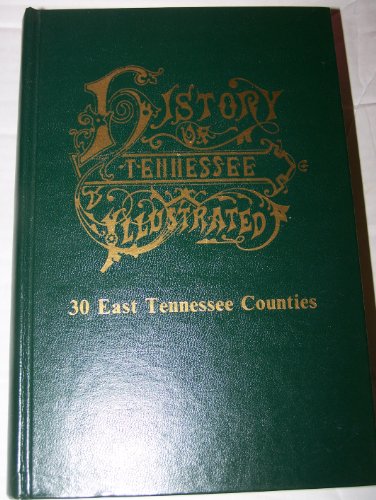 HISTORY
OF
TENNESSEE
ILLUSTRATED
30 East Tennessee Counties